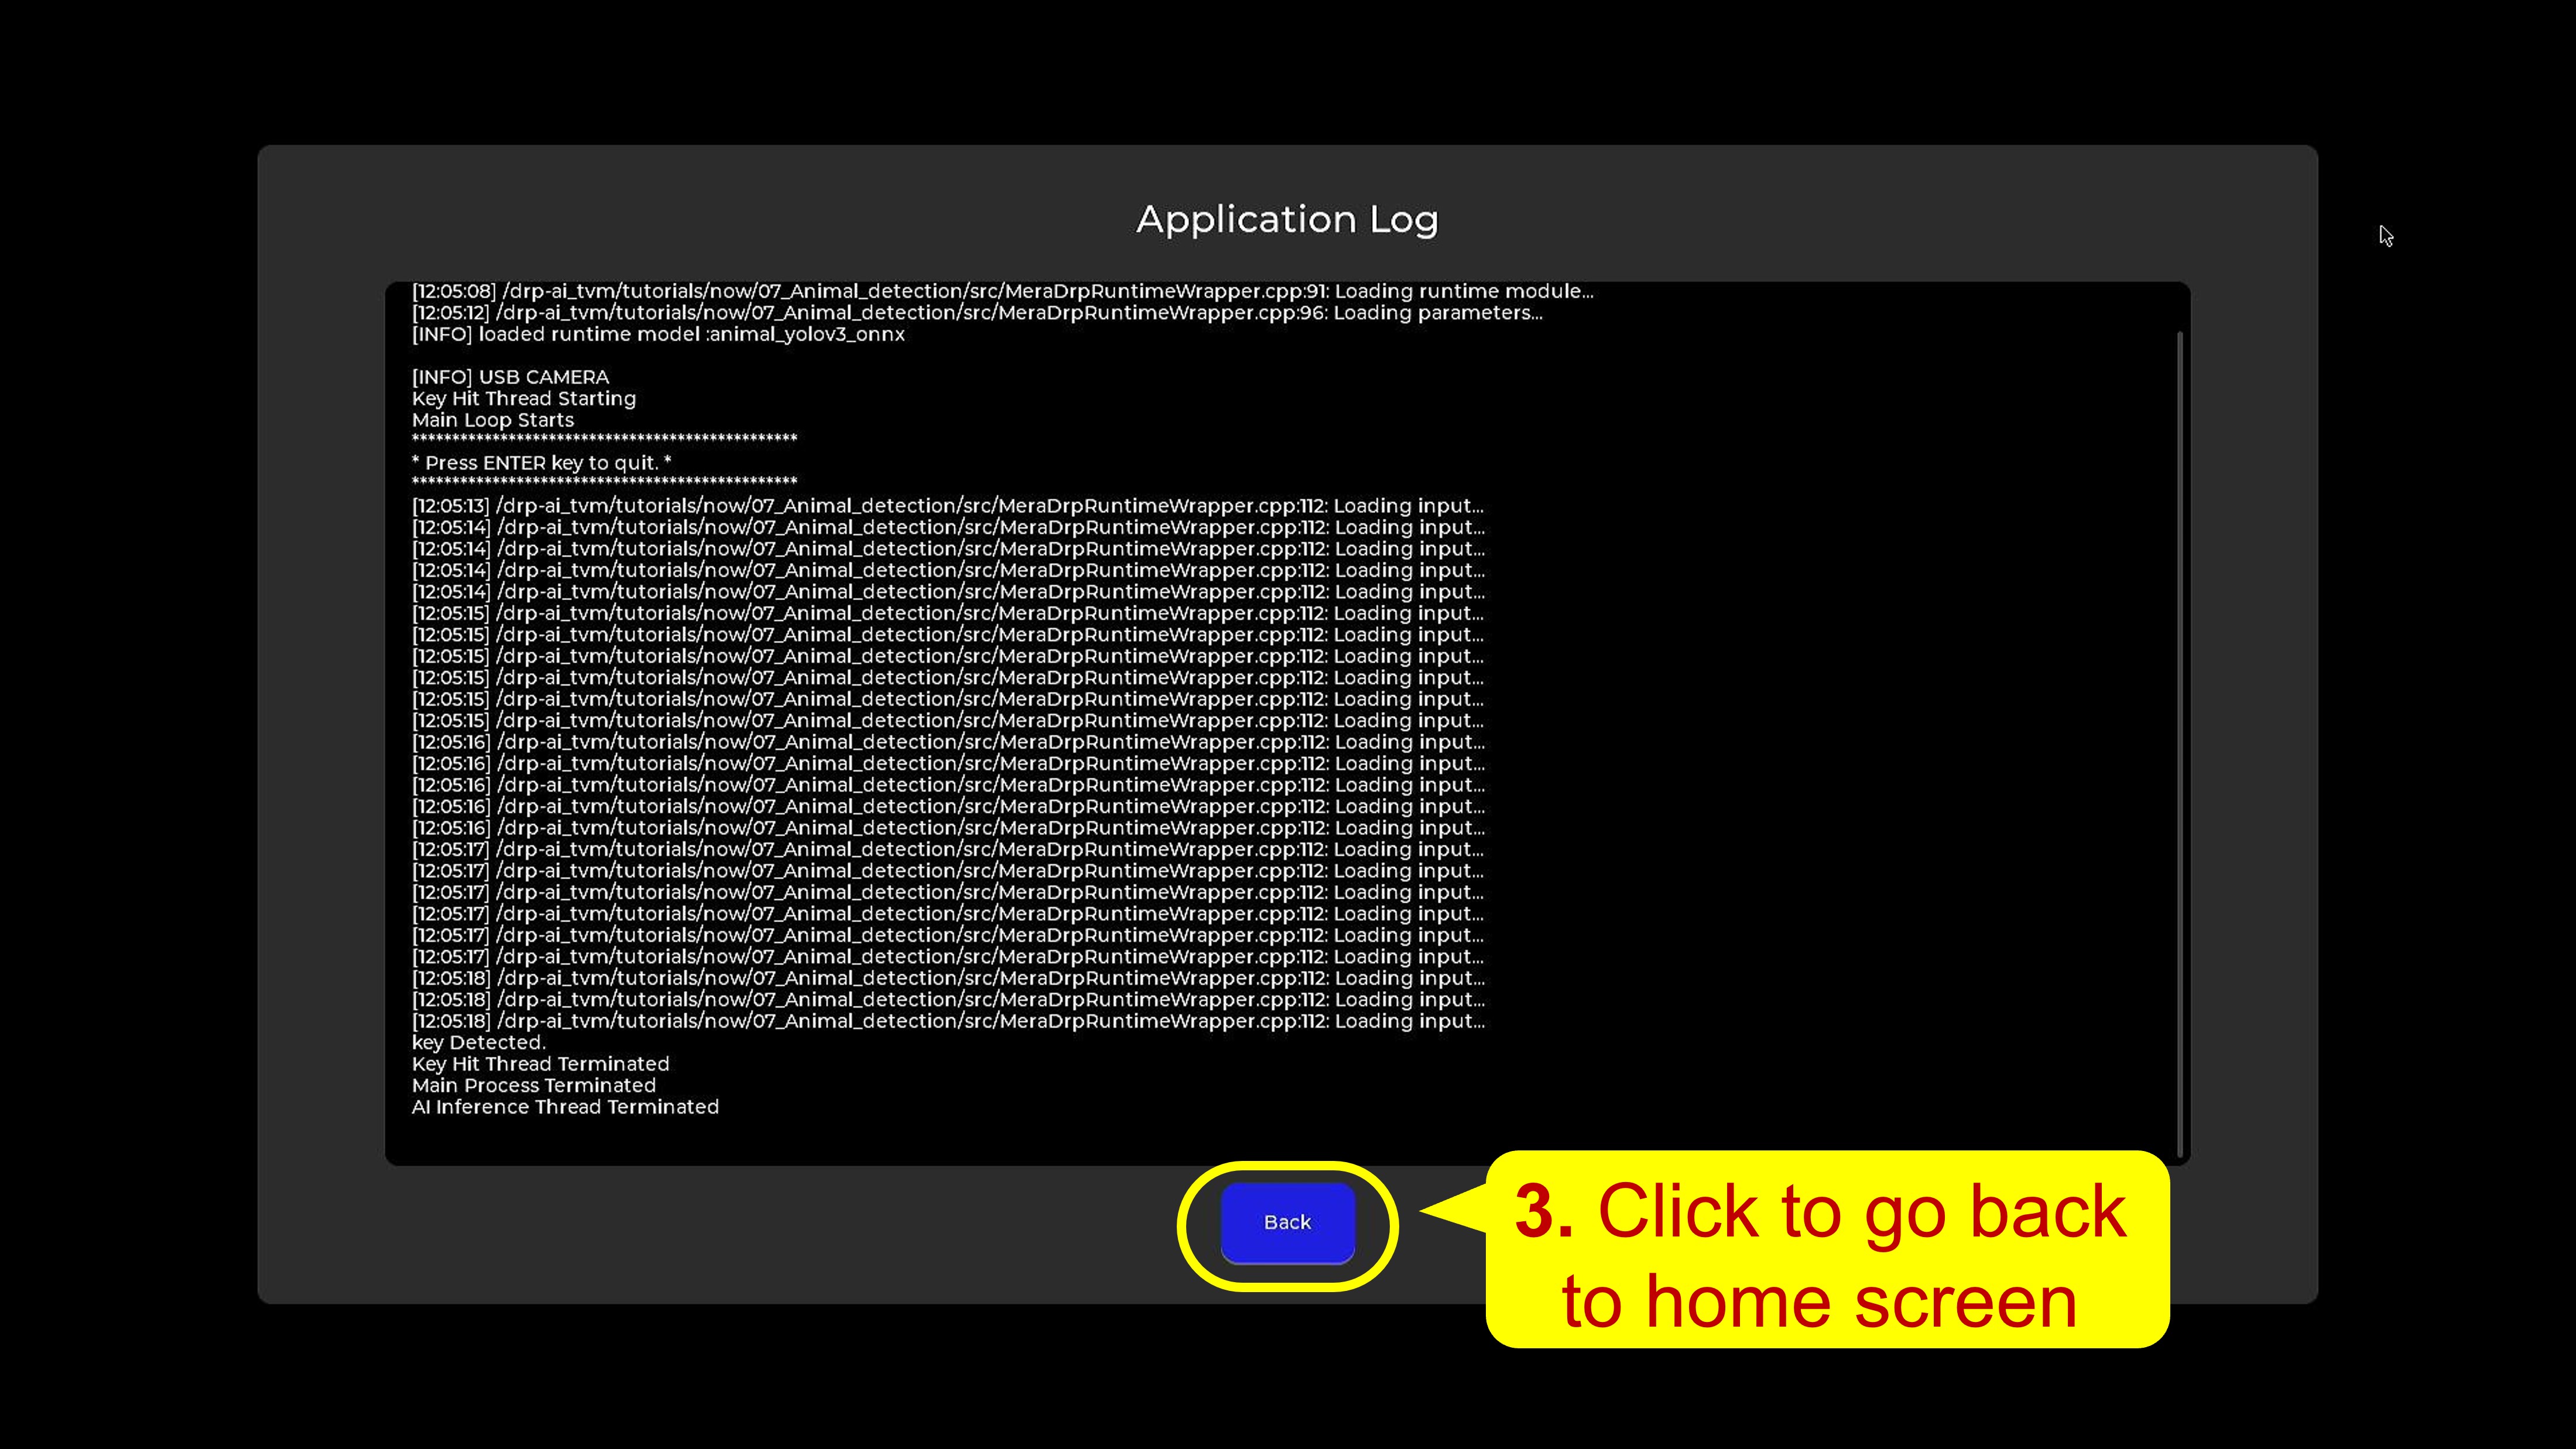 Application Log
[12:05:08] /drp-ai_tvm/tutorials/now/07_Animal_detection/src/MeraDrpRuntimeWrapper.cpp:91: Loading runtime module...
[12:05:12] /drp-ai_tvm/tutorials/now/07_Animal_detection/src/MeraDrpRuntimeWrapper.cpp:96: Loading parameters...
[INFO] loaded runtime model :animal_yolov3_onnx
[INFO] USB CAMERA
Key Hit Thread Starting
Main Loop Starts
************************************************
* Press ENTER key to quit. *
************************************************
[12:05:13] /drp-ai_tvm/tutorials/now/07_Animal_detection/src/MeraDrpRuntimeWrapper.cpp:112: Loading input...
[12:05:14] /drp-ai_tvm/tutorials/now/07_Animal_detection/src/MeraDrpRuntimeWrapper.cpp:112: Loading input...
[12:05:14] /drp-ai_tvm/tutorials/now/07_Animal_detection/src/MeraDrpRuntimeWrapper.cpp:112: Loading input...
[12:05:14] /drp-ai_tvm/tutorials/now/07_Animal_detection/src/MeraDrpRuntimeWrapper.cpp:112: Loading input...
[12:05:14] /drp-ai_tvm/tutorials/now/07_Animal_detection/src/MeraDrpRuntimeWrapper.cpp:112: Loading input...
[12:05:15] /drp-ai_tvm/tutorials/now/07_Animal_detection/src/MeraDrpRuntimeWrapper.cpp:112: Loading input...
[12:05:15] /drp-ai_tvm/tutorials/now/07_Animal_detection/src/MeraDrpRuntimeWrapper.cpp:112: Loading input...
[12:05:15] /drp-ai_tvm/tutorials/now/07_Animal_detection/src/MeraDrpRuntimeWrapper.cpp:112: Loading input...
[12:05:15] /drp-ai_tvm/tutorials/now/07_Animal_detection/src/MeraDrpRuntimeWrapper.cpp:112: Loading input...
[12:05:15] /drp-ai_tvm/tutorials/now/07_Animal_detection/src/MeraDrpRuntimeWrapper.cpp:112: Loading input...
[12:05:15] /drp-ai_tvm/tutorials/now/07_Animal_detection/src/MeraDrpRuntimeWrapper.cpp:112: Loading input...
[12:05:16] /drp-ai_tvm/tutorials/now/07_Animal_detection/src/MeraDrpRuntimeWrapper.cpp:112: Loading input...
[12:05:16] /drp-ai_tvm/tutorials/now/07_Animal_detection/src/MeraDrpRuntimeWrapper.cpp:112: Loading input...
[12:05:16] /drp-ai_tvm/tutorials/now/07_Animal_detection/src/MeraDrpRuntimeWrapper.cpp:112: Loading input...
[12:05:16] /drp-ai_tvm/tutorials/now/07_Animal_detection/src/MeraDrpRuntimeWrapper.cpp:112: Loading input...
[12:05:16] /drp-ai_tvm/tutorials/now/07_Animal_detection/src/MeraDrpRuntimeWrapper.cpp:112: Loading input...
[12:05:17] /drp-ai_tvm/tutorials/now/07_Animal_detection/src/MeraDrpRuntimeWrapper.cpp:112: Loading input...
[12:05:17] /drp-ai_tvm/tutorials/now/07_Animal_detection/src/MeraDrpRuntimeWrapper.cpp:112: Loading input...
[12:05:17] /drp-ai_tvm/tutorials/now/07_Animal_detection/src/MeraDrpRuntimeWrapper.cpp:112: Loading input...
[12:05:17] /drp-ai_tvm/tutorials/now/07_Animal_detection/src/MeraDrpRuntimeWrapper.cpp:112: Loading input...
[12:05:17] /drp-ai_tvm/tutorials/now/07_Animal_detection/src/MeraDrpRuntimeWrapper.cpp:112: Loading input...
[12:05:17] /drp-ai_tvm/tutorials/now/07_Animal_detection/src/MeraDrpRuntimeWrapper.cpp:112: Loading input...
[12:05:18] /drp-ai_tvm/tutorials/now/07_Animal_detection/src/MeraDrpRuntimeWrapper.cpp:112: Loading input...
[12:05:18] /drp-ai_tvm/tutorials/now/07_Animal_detection/src/MeraDrpRuntimeWrapper.cpp:112: Loading input...
[12:05:18] /drp-ai_tvm/tutorials/now/07_Animal_detection/src/MeraDrpRuntimeWrapper.cpp:112: Loading input...
key Detected.
Key Hit Thread Terminated
Main Process Terminated
AI Inference Thread Terminated
Back
3. Click to go back
to home screen